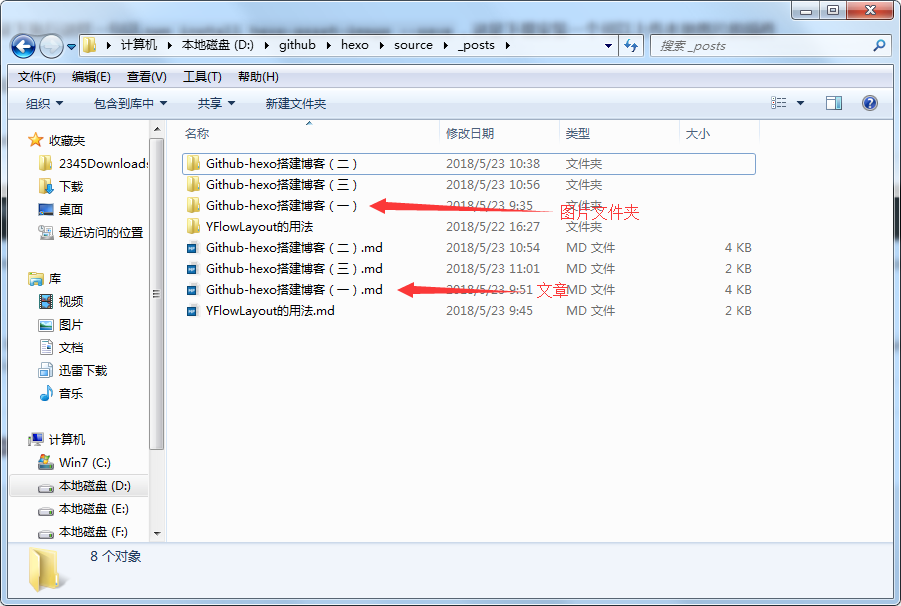 计算机 本地磁盘 (D:) github hexo source _posts 搜索 _posts
文件(F) 编辑(E) 查看(V) 工具(T) 帮助(H)
组织 包含到库中 共享 新建文件夹
名称 修改日期 类型 大小
收藏夹
2345Downloads
下载
桌面
最近访问的位置
库
视频
图片
文档
迅雷下载
音乐
计算机
Win7 (C:)
本地磁盘 (D:)
本地磁盘 (E:)
本地磁盘 (F:)
Github-hexo搭建博客（二） 2018/5/23 10:38 文件夹
Github-hexo搭建博客（三） 2018/5/23 10:56 文件夹
Github-hexo搭建博客（一） 2018/5/23 9:35 文件夹
图片文件夹
YFlowLayout的用法 2018/5/22 16:27 文件夹
Github-hexo搭建博客（二）.md 2018/5/23 10:54 MD 文件 4 KB
Github-hexo搭建博客（三）.md 2018/5/23 11:01 MD 文件 2 KB
Github-hexo搭建博客（一）.md 2018/5/23 9:51 MD 文件 4 KB
文章
YFlowLayout的用法.md 2018/5/23 9:45 MD 文件 2 KB
8 个对象